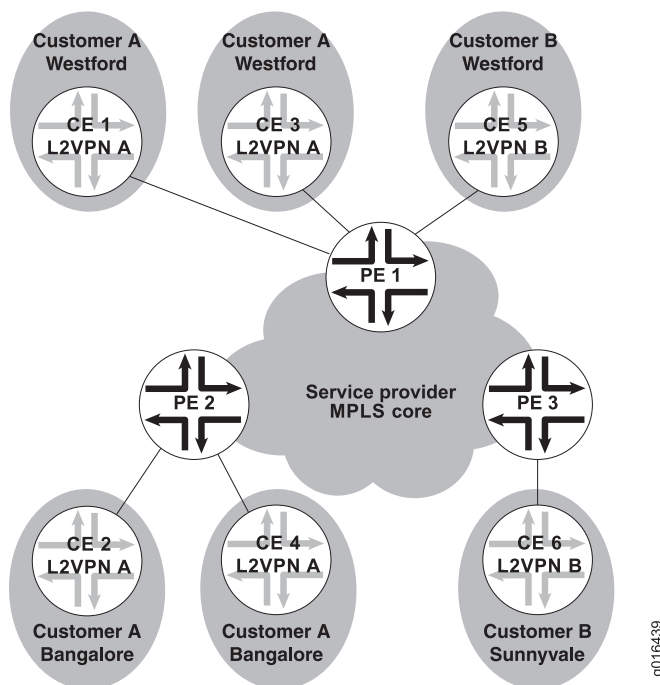 Customer A
Westford
Customer A
Westford
Customer B
Westford
CE 1
L2VPN A
CE 3
L2VPN A
CE 5
L2VPN B
PE 1
PE 2
Service provider
MPLS core
PE 3
CE 2
L2VPN A
CE 4
L2VPN A
CE 6
L2VPN B
Customer A
Bangalore
Customer A
Bangalore
Customer B
Sunnyvale
g016439